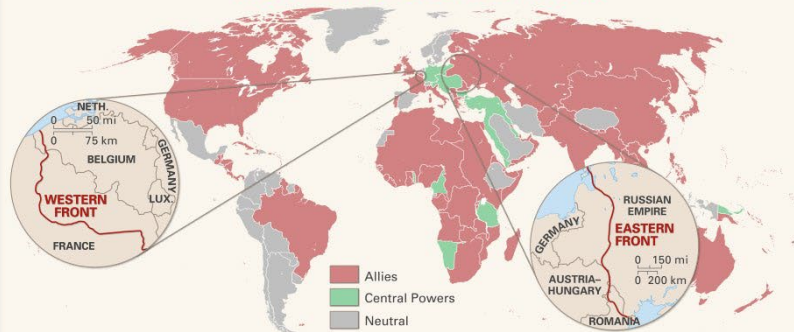 NETH.
0 50 mi
0 75 km
BELGIUM
GERMANY
LUX.
WESTERN
FRONT
FRANCE
Allies
Central Powers
Neutral
RUSSIAN
EMPIRE
GERMANY
EASTERN
FRONT
0 150 mi
0 200 km
AUSTRIA–
HUNGARY
ROMANIA